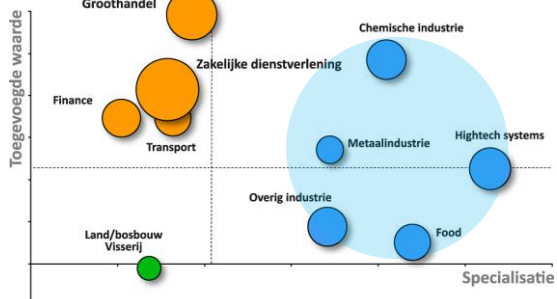 Groothandel
Chemische industrie
Zakelijke dienstverlening
Finance
Transport
Metaalindustrie
Hightech systems
Overig industrie
Land/bosbouw
Visserij
Food
Toegevoegde waarde
Specialisatie